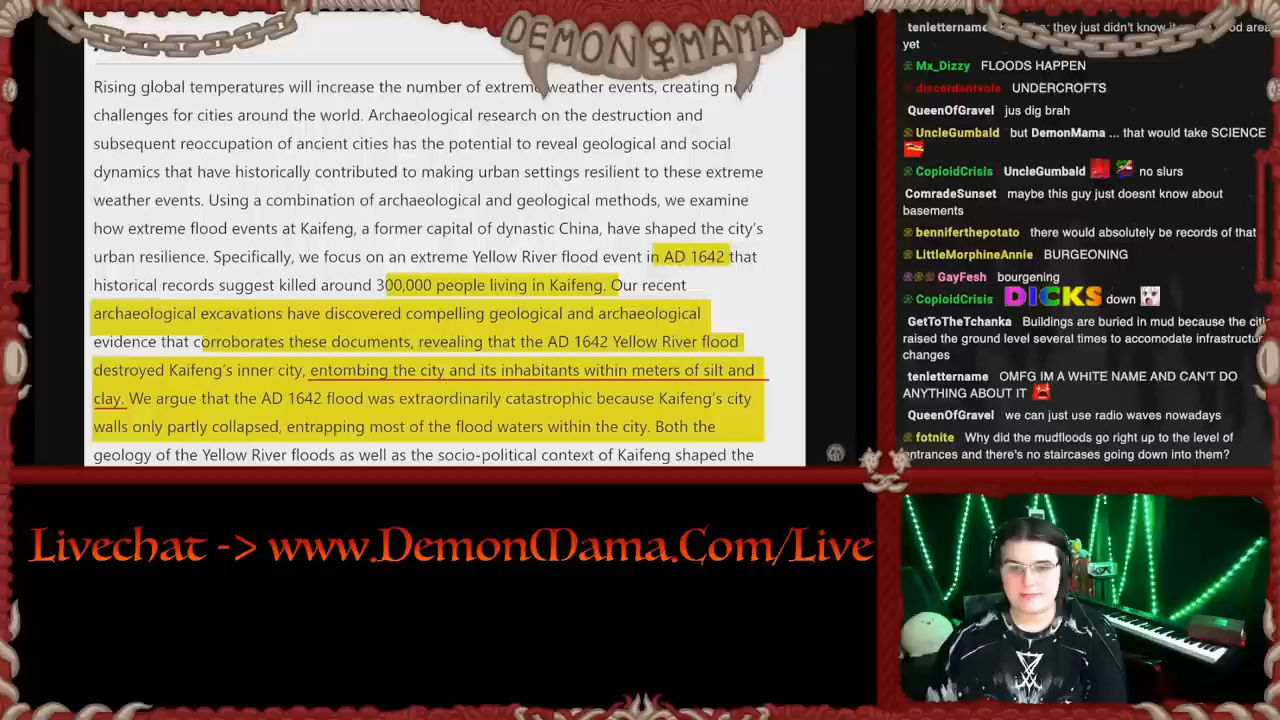 DEMON MAMA
Rising global temperatures will increase the number of extreme weather events, creating new
challenges for cities around the world. Archaeological research on the destruction and
subsequent reoccupation of ancient cities has the potential to reveal geological and social
dynamics that have historically contributed to making urban settings resilient to these extreme
weather events. Using a combination of archaeological and geological methods, we examine
how extreme flood events at Kaifeng, a former capital of dynastic China, have shaped the city's
urban resilience. Specifically, we focus on an extreme Yellow River flood event in AD 1642 that
historical records suggest killed around 300,000 people living in Kaifeng. Our recent
archaeological excavations have discovered compelling geological and archaeological
evidence that corroborates these documents, revealing that the AD 1642 Yellow River flood
destroyed Kaifeng's inner city, entombing the city and its inhabitants within meters of silt and
clay. We argue that the AD 1642 flood was extraordinarily catastrophic because Kaifeng's city
walls only partly collapsed, entrapping most of the flood waters within the city. Both the
geology of the Yellow River floods as well as the socio-political context of Kaifeng shaped the
tenlettername they just didn't know
yet
Mx_Dizzy FLOODS HAPPEN
discordantvole UNDERCROFTS
QueenOfGravel jus dig brah
UncleGumbald but DemonMama ... that would take SCIENCE
CopioidCrisis UncleGumbald no slurs
ComradeSunset maybe this guy just doesnt know about
basements
benniferthepotato there would absolutely be records of that
LittleMorphineAnnie BURGEONING
GayFesh bourgening
CopioidCrisis DICKS down
GetToTheTchanka Buildings are buried in mud because the citi
raised the ground level several times to accomodate infrastructu
changes
tenlettername OMFG IM A WHITE NAME AND CAN'T DO
ANYTHING ABOUT IT
QueenOfGravel we can just use radio waves nowadays
fotnite Why did the mudfloods go right up to the level of
entrances and there's no staircases going down into them?
Livechat -> www.DemonMama.Com/Live